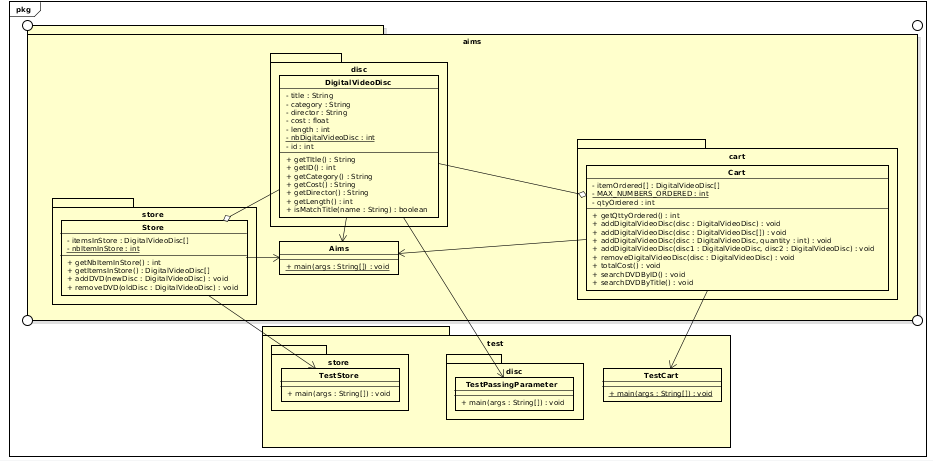 pkg
aims
disc
DigitalVideoDisc
- title : String
- category : String
- director : String
- cost : float
- length : int
- nbDigitalVideoDisc : int
- id : int
+ getTitle() : String
+ getID() : int
+ getCategory() : String
+ getCost() : String
+ getDirector() : String
+ getLength() : int
+ isMatchTitle(name : String) : boolean
cart
Cart
- itemOrdered[] : DigitalVideoDisc[]
- MAX_NUMBERS_ORDERED : int
- qtyOrdered : int
+ getQttyOrdered() : int
+ addDigitalVideoDisc(disc : DigitalVideoDisc) : void
+ addDigitalVideoDisc(disc : DigitalVideoDisc[]) : void
+ addDigitalVideoDisc(disc : DigitalVideoDisc, quantity : int) : void
+ addDigitalVideoDisc(disc1 : DigitalVideoDisc, disc2 : DigitalVideoDisc) : void
+ removeDigitalVideoDisc(disc : DigitalVideoDisc) : void
+ totalCost() : void
+ searchDVDByID() : void
+ searchDVDByTitle() : void
store
Store
- itemsInStore : DigitalVideoDisc[]
- nbItemInStore : int
+ getNbItemInStore() : int
+ getItemsInStore() : DigitalVideoDisc[]
+ addDVD(newDisc : DigitalVideoDisc) : void
+ removeDVD(oldDisc : DigitalVideoDisc) : void
Aims
+ main(args : String[]) : void
test
store
TestStore
+ main(args : String[]) : void
disc
TestPassingParameter
+ main(args : String[]) : void
TestCart
+ main(args : String[]) : void